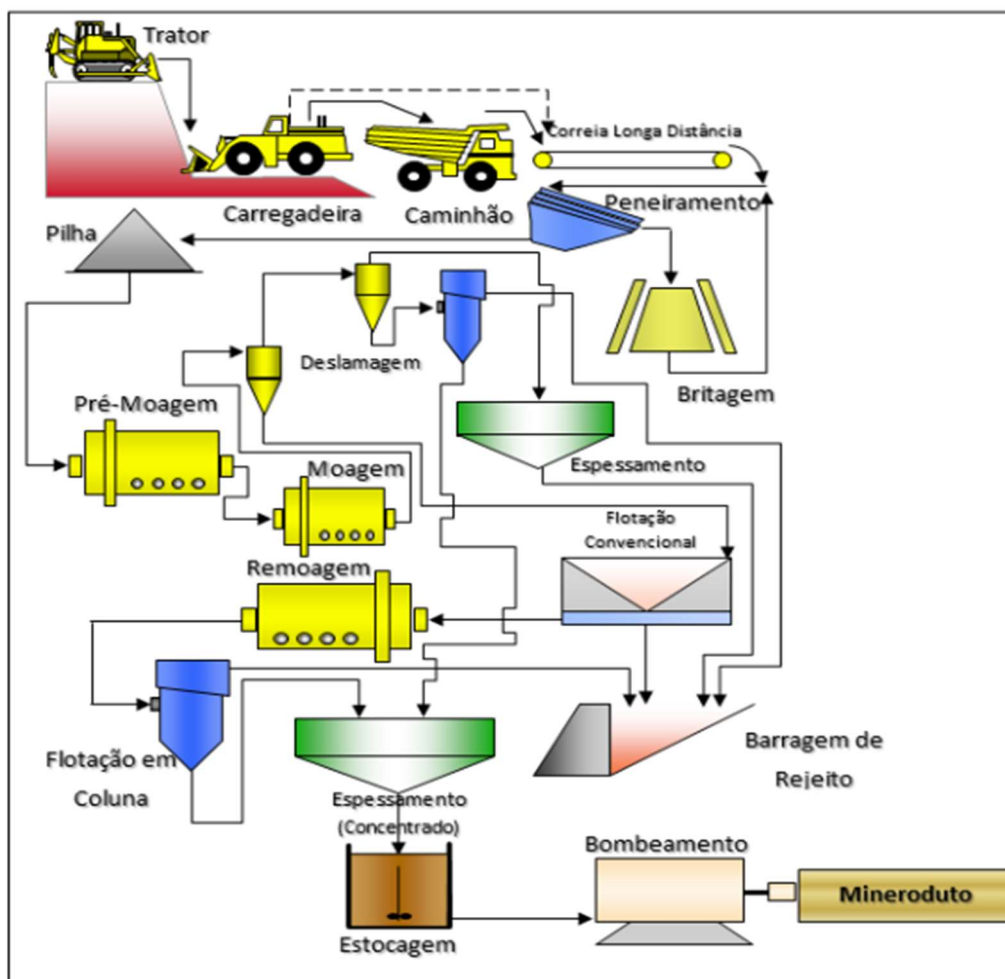 Trator
Correia Longa Distância
Carregadeira
Caminhão
Peneiramento
Pilha
Deslamagem
Britagem
Pré-Moagem
Moagem
Espessamento
Flotação
Convencional
Remoagem
Flotação em
Coluna
Barragem de
Rejeito
Espessamento
(Concentrado)
Bombeamento
Mineroduto
Estocagem